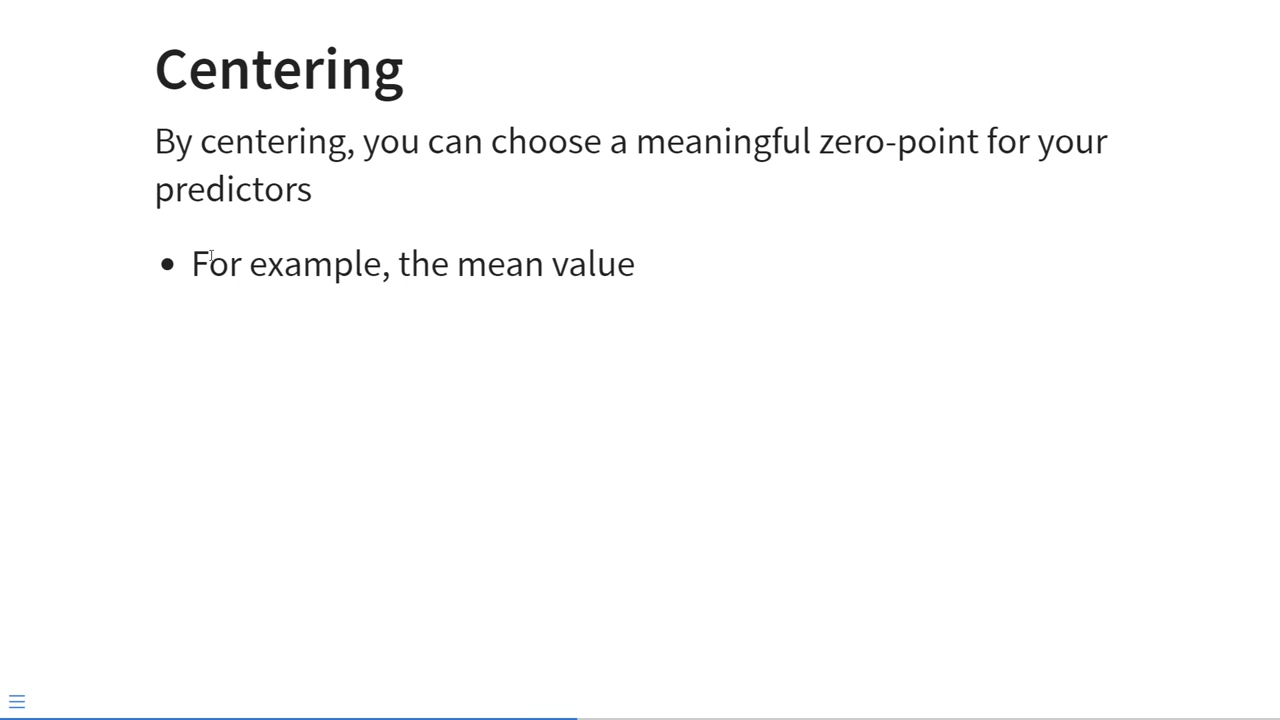 Centering
By centering, you can choose a meaningful zero-point for your
predictors
• For example, the mean value